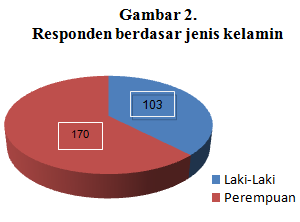 Gambar 2.
Responden berdasar jenis kelamin
103
170
Laki-Laki
Perempuan